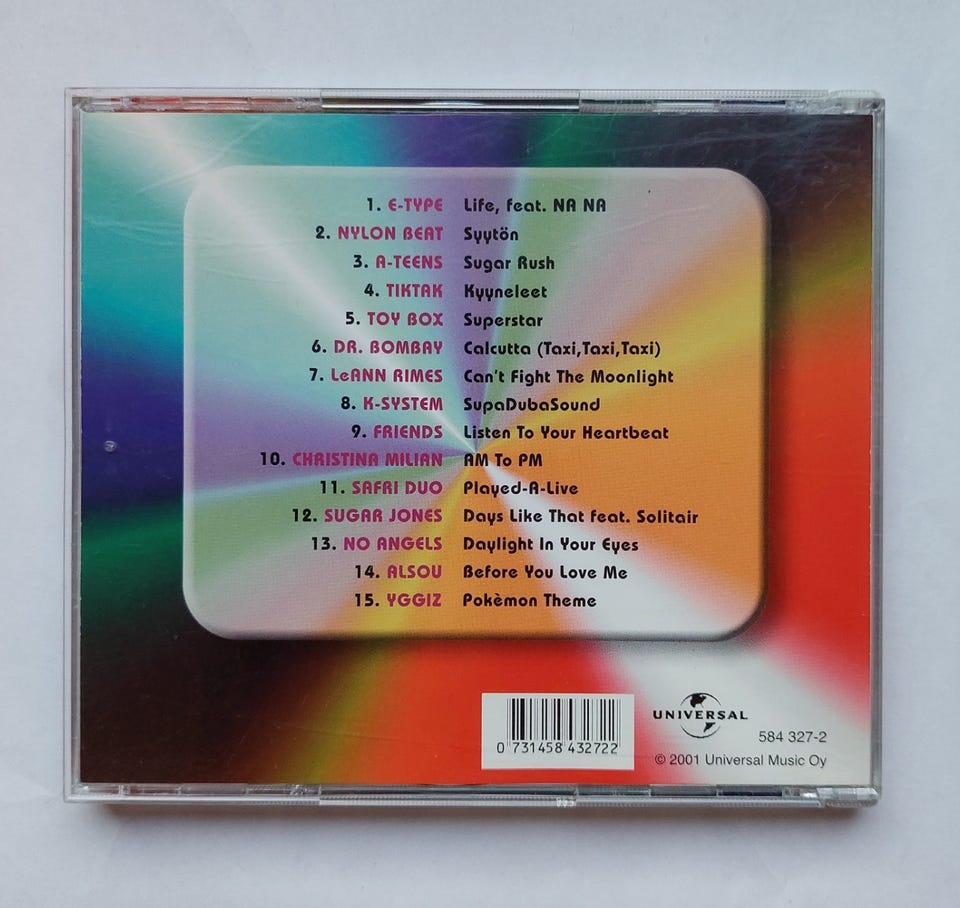 1. E-TYPE Life, feat. NA NA
2. NYLON BEAT Syytön
3. A-TEENS Sugar Rush
4. TIKTAK Kyyneleet
5. TOY BOX Superstar
6. DR. BOMBAY Calcutta (Taxi,Taxi,Taxi)
7. LeANN RIMES Can't Fight The Moonlight
8. K-SYSTEM SupaDubaSound
9. FRIENDS Listen To Your Heartbeat
10. CHRISTINA MILIAN AM To PM
11. SAFRI DUO Played-A-Live
12. SUGAR JONES Days Like That feat. Solitair
13. NO ANGELS Daylight In Your Eyes
14. ALSOU Before You Love Me
15. YGGIZ Pokèmon Theme
UNIVERSAL
0 731458 432722
584 327-2
© 2001 Universal Music Oy